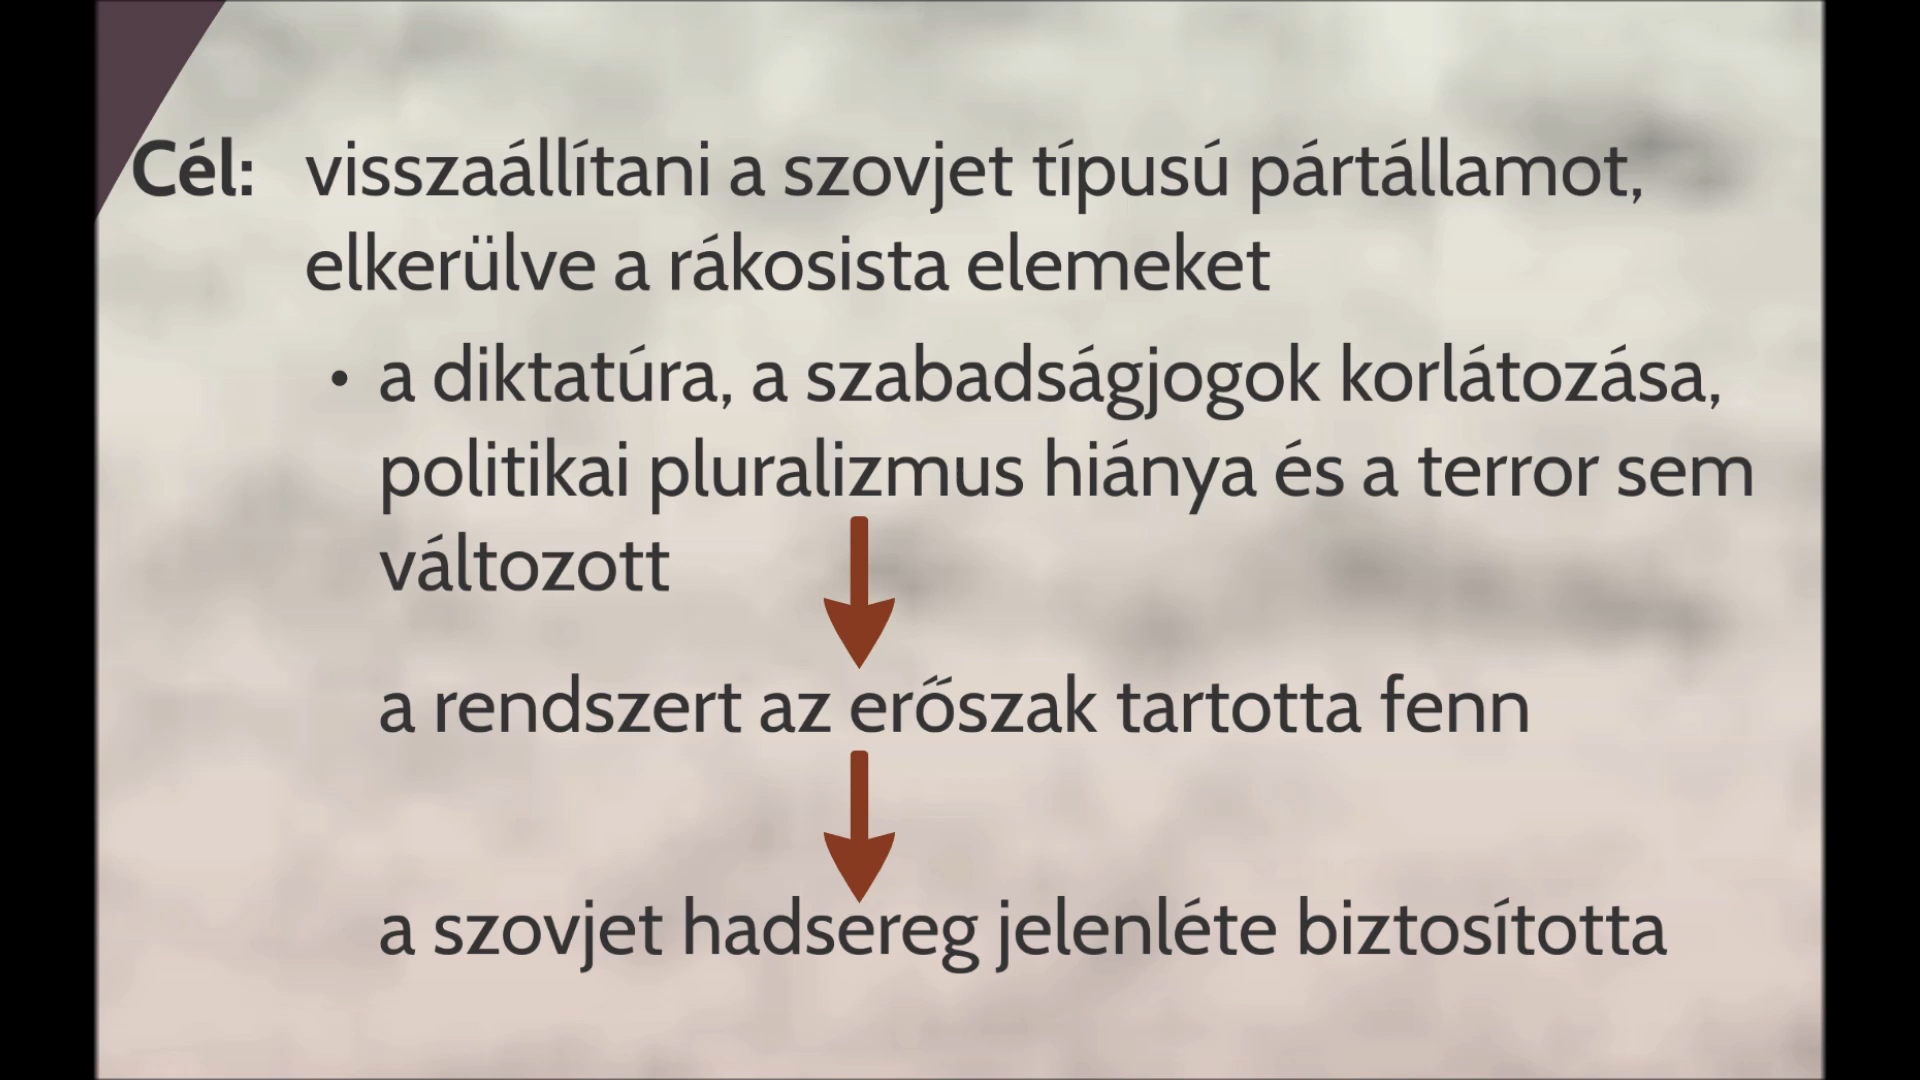 Cél: visszaállítani a szovjet típusú pártállamot,
elkerülve a rákosista elemeket
• a diktatúra, a szabadságjogok korlátozása,
politikai pluralizmus hiánya és a terror sem
változott
a rendszert az erőszak tartotta fenn
a szovjet hadsereg jelenléte biztosította